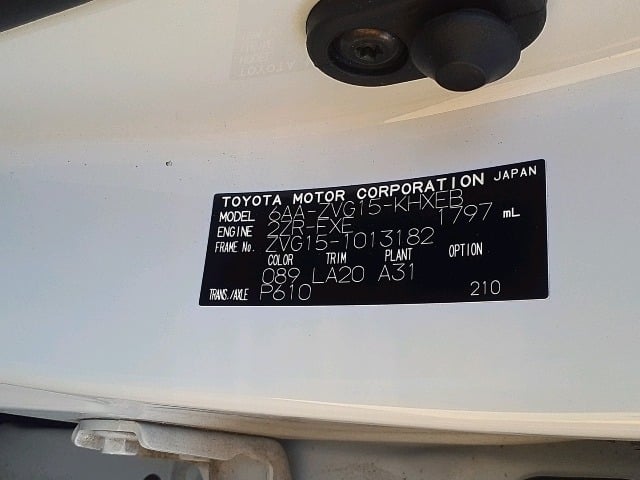 TOYOTA MOTOR CORPORATION JAPAN
MODEL 6AA-ZVG15-KHXEB
ENGINE 2ZR-FXE 1797 mL
FRAME No. ZVG15-1013182
COLOR TRIM PLANT OPTION
089 LA20 A31
TRANS./AXLE P610 210